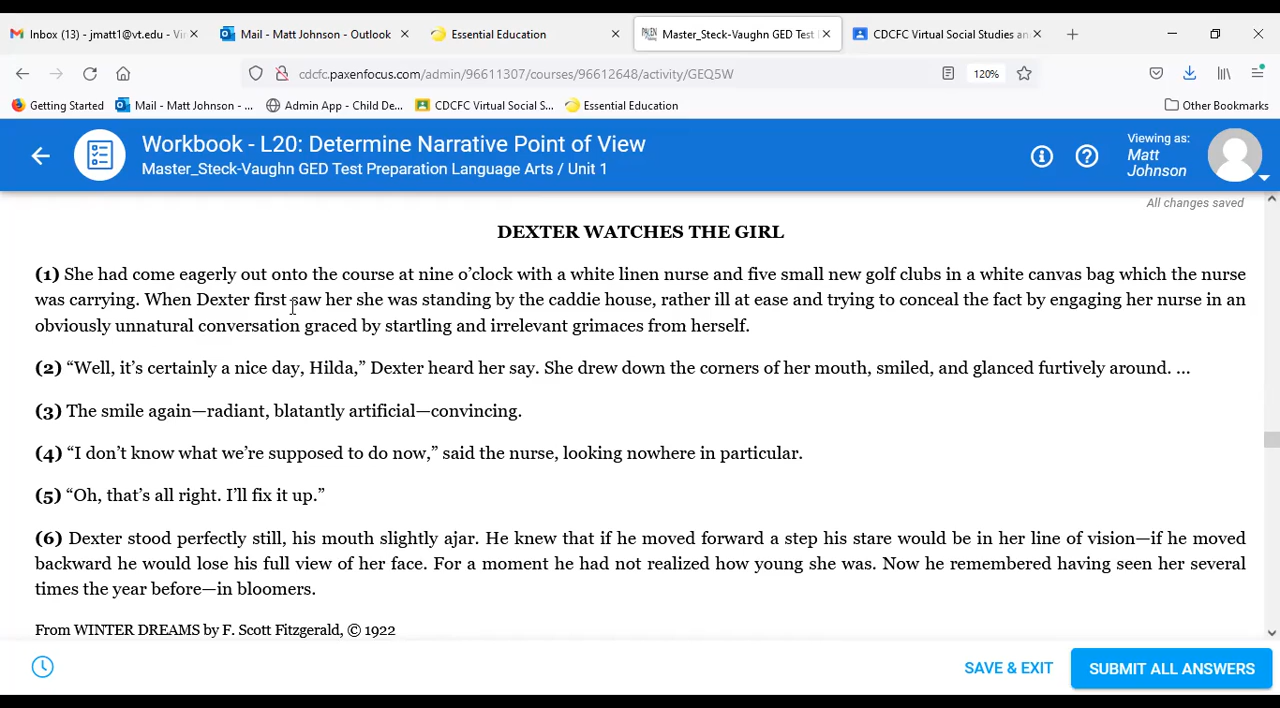 Inbox (13) - jmatt1@vt.edu - Vir
Mail - Matt Johnson - Outlook
Essential Education
Master_Steck-Vaughn GED Test
CDCFC Virtual Social Studies an
cdcfc.paxenfocus.com/admin/96611307/courses/96612648/activity/GEQ5W
120%
Getting Started
Mail - Matt Johnson - ...
Admin App - Child De...
CDCFC Virtual Social S...
Essential Education
Other Bookmarks
Workbook - L20: Determine Narrative Point of View
Master_Steck-Vaughn GED Test Preparation Language Arts / Unit 1
Viewing as:
Matt
Johnson
All changes saved
DEXTER WATCHES THE GIRL
(1) She had come eagerly out onto the course at nine o’clock with a white linen nurse and five small new golf clubs in a white canvas bag which the nurse
was carrying. When Dexter first saw her she was standing by the caddie house, rather ill at ease and trying to conceal the fact by engaging her nurse in an
obviously unnatural conversation graced by startling and irrelevant grimaces from herself.
(2) “Well, it’s certainly a nice day, Hilda,” Dexter heard her say. She drew down the corners of her mouth, smiled, and glanced furtively around. ...
(3) The smile again—radiant, blatantly artificial—convincing.
(4) “I don’t know what we’re supposed to do now,” said the nurse, looking nowhere in particular.
(5) “Oh, that’s all right. I’ll fix it up.”
(6) Dexter stood perfectly still, his mouth slightly ajar. He knew that if he moved forward a step his stare would be in her line of vision—if he moved
backward he would lose his full view of her face. For a moment he had not realized how young she was. Now he remembered having seen her several
times the year before—in bloomers.
From WINTER DREAMS by F. Scott Fitzgerald, © 1922
SAVE & EXIT
SUBMIT ALL ANSWERS